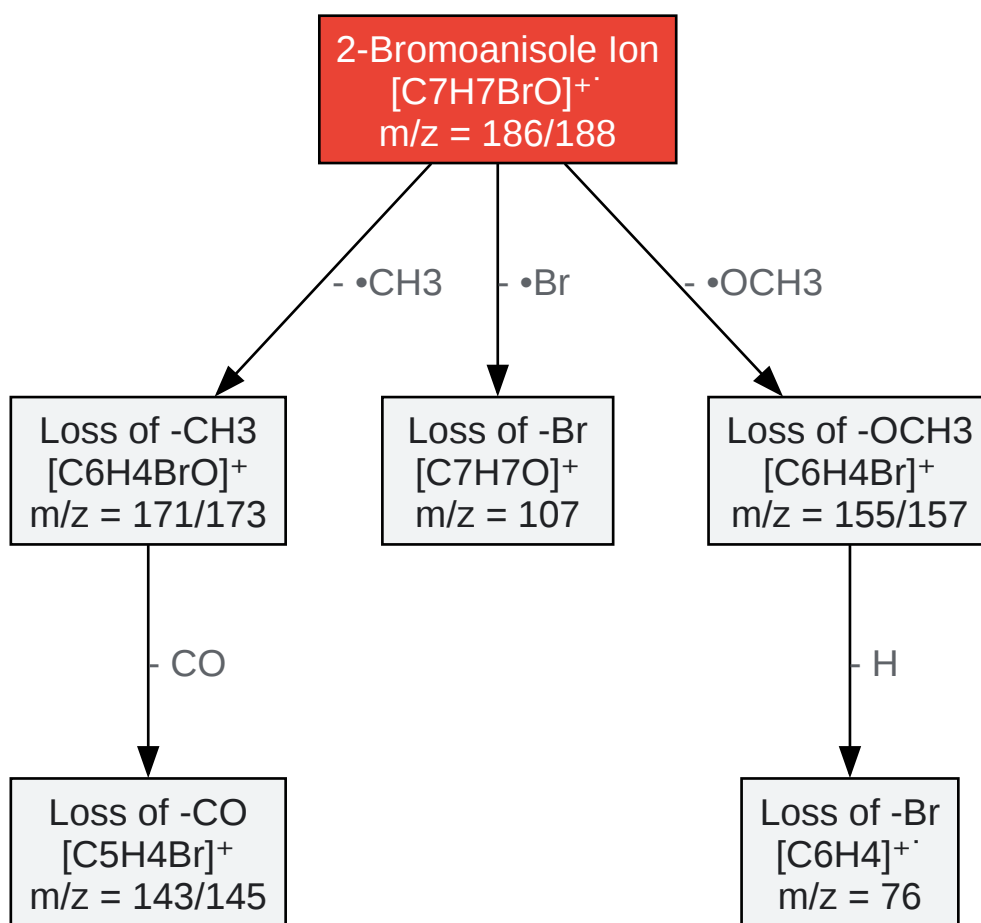 2-Bromoanisole Ion
[C7H7BrO]⁺˙
m/z = 186/188
- •CH3
- •Br
- •OCH3
Loss of -CH3
[C6H4BrO]⁺
m/z = 171/173
Loss of -Br
[C7H7O]⁺
m/z = 107
Loss of -OCH3
[C6H4Br]⁺
m/z = 155/157
- CO
- H
Loss of -CO
[C5H4Br]⁺
m/z = 143/145
Loss of -Br
[C6H4]⁺˙
m/z = 76